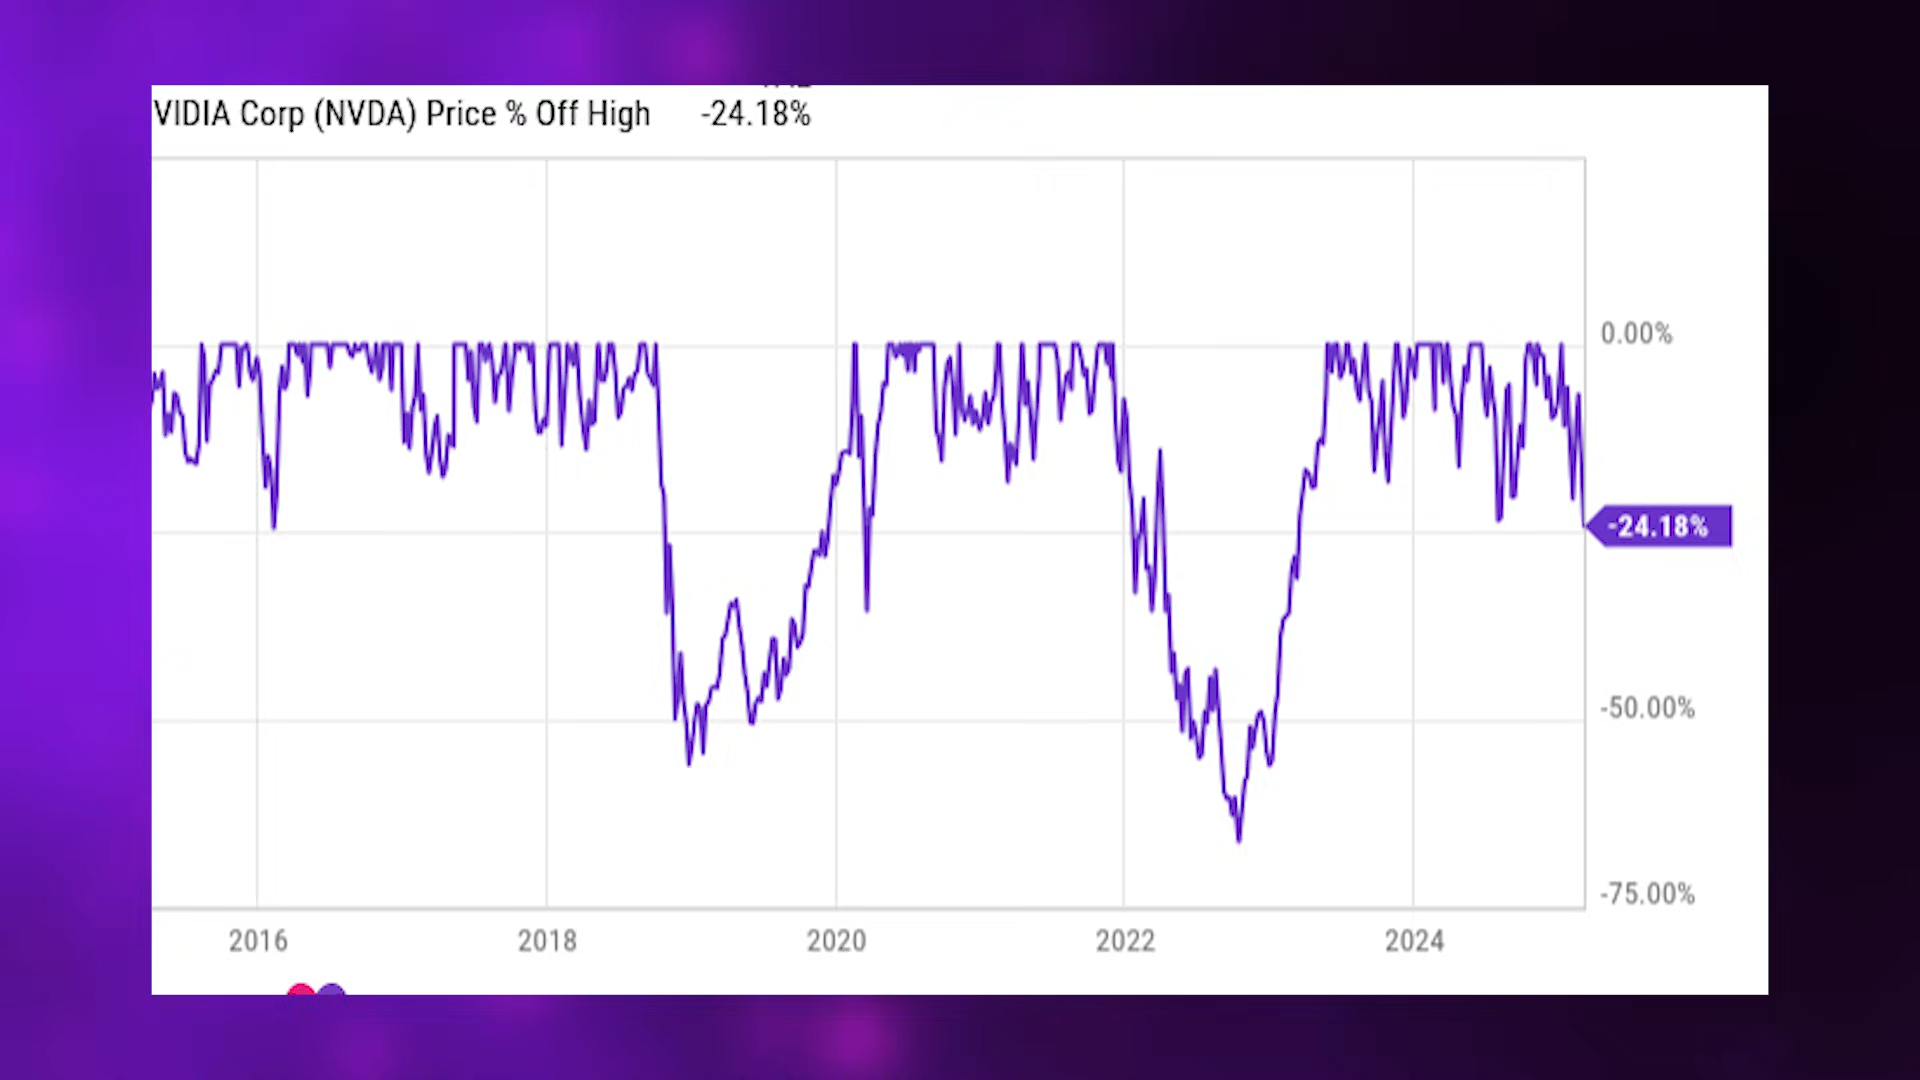 VIDIA Corp (NVDA) Price % Off High -24.18%
0.00%
-24.18%
-50.00%
-75.00%
2016 2018 2020 2022 2024